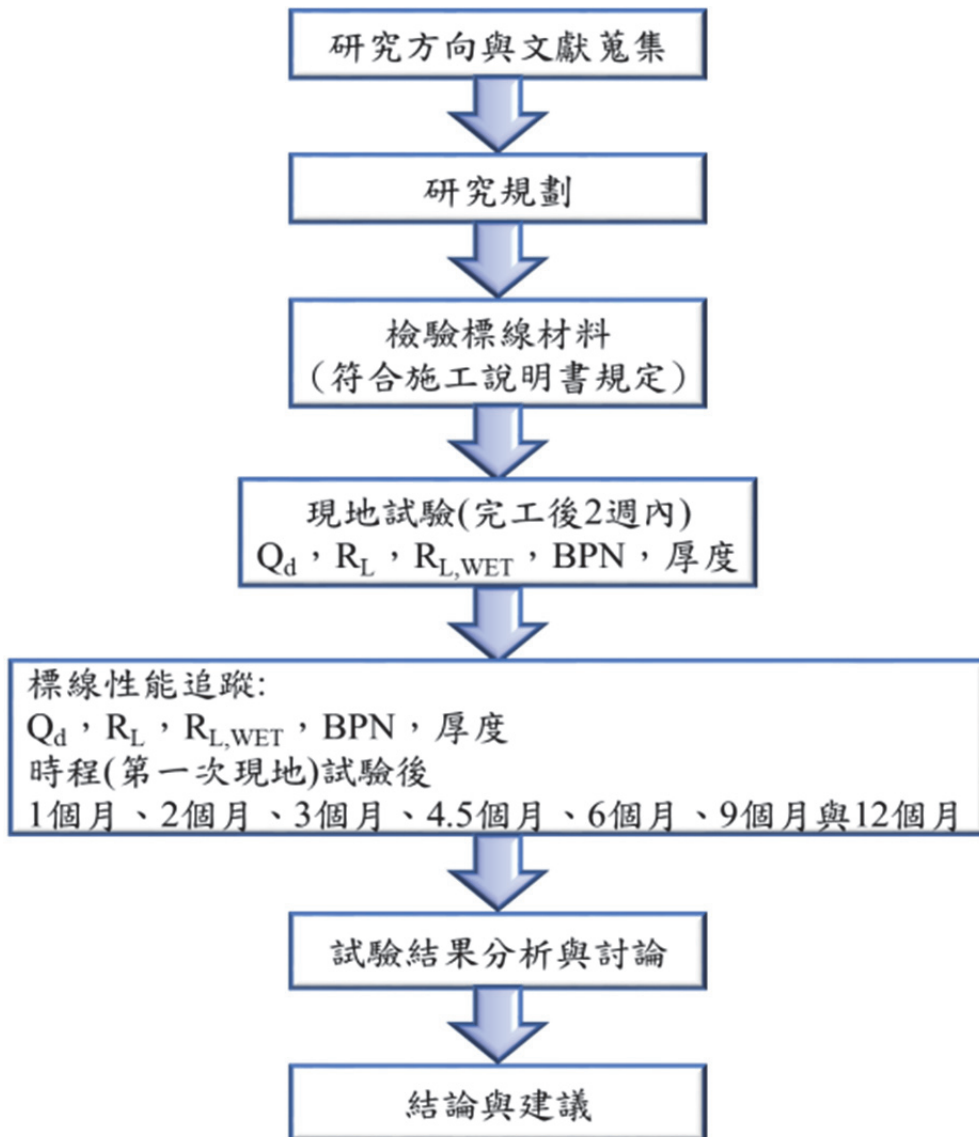 研究方向與文獻蒐集
研究規劃
檢驗標線材料
（符合施工說明書規定）
現地試驗(完工後2週內)
Qd，RL，RL,WET，BPN，厚度
標線性能追蹤:
Qd，RL，RL,WET，BPN，厚度
時程(第一次現地)試驗後
1個月、2個月、3個月、4.5個月、6個月、9個月與12個月
試驗結果分析與討論
結論與建議